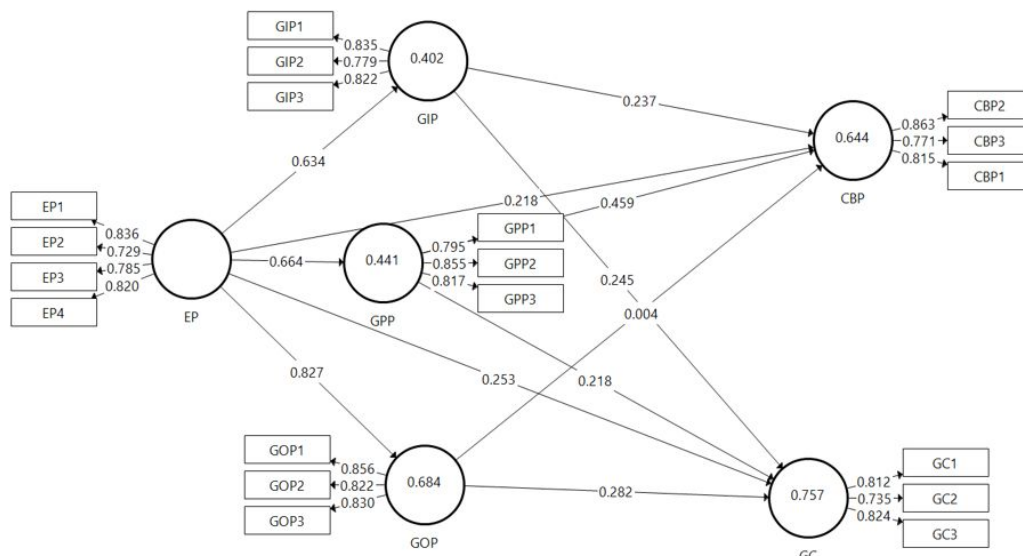 GIP1
GIP2
GIP3
0.835
0.779
0.822
0.402
GIP
0.237
CBP2
CBP3
CBP1
0.863
0.771
0.815
0.644
CBP
0.634
EP1
EP2
EP3
EP4
0.836
0.729
0.785
0.820
EP
0.218
0.459
0.664
0.441
GPP
0.795
0.855
0.817
GPP1
GPP2
GPP3
0.245
0.004
0.827
0.253
0.218
GOP1
GOP2
GOP3
0.856
0.822
0.830
0.684
GOP
0.282
0.757
GC
0.812
0.735
0.824
GC1
GC2
GC3